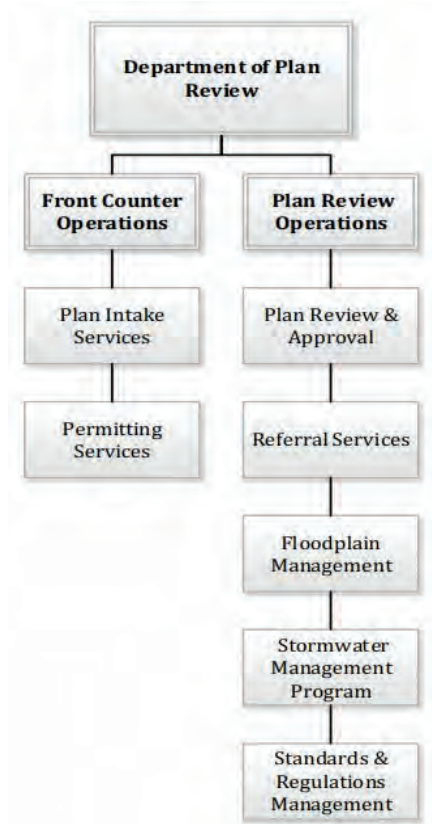 Department of Plan
Review
Front Counter
Operations
Plan Review
Operations
Plan Intake
Services
Plan Review &
Approval
Permitting
Services
Referral Services
Floodplain
Management
Stormwater
Management
Program
Standards &
Regulations
Management